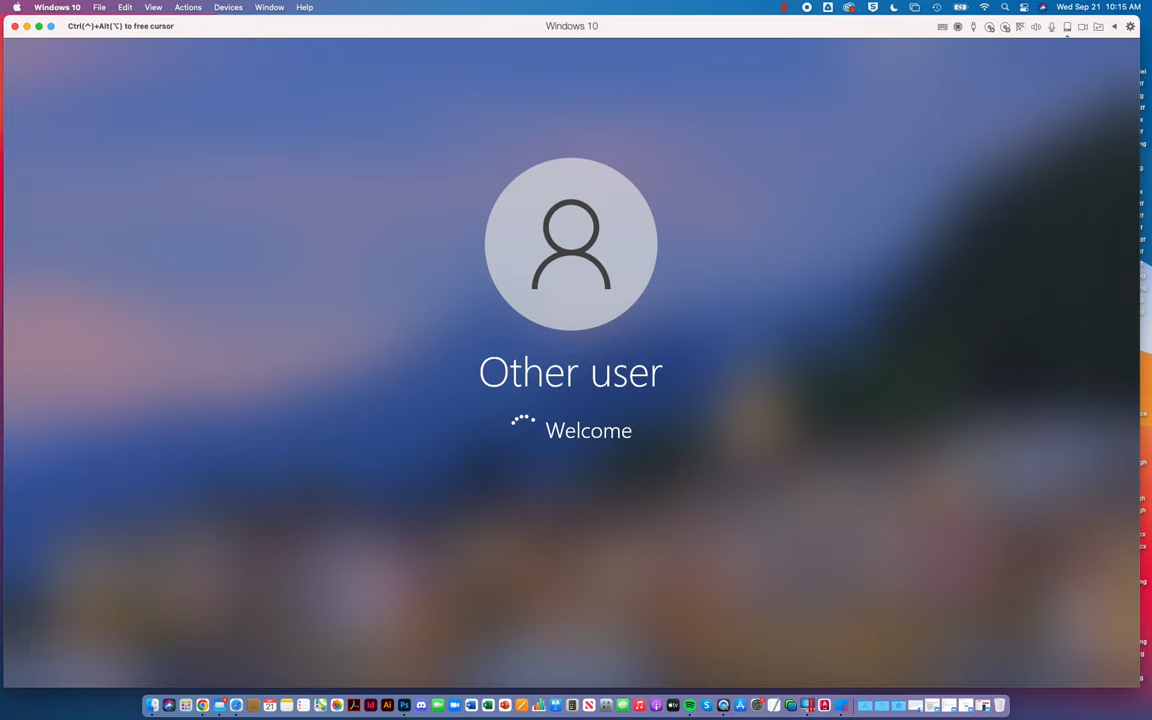 Windows 10 File Edit View Actions Devices Window Help Wed Sep 21 10:15 AM
Ctrl(^)+Alt(⌥) to free cursor Windows 10
Other user
Welcome